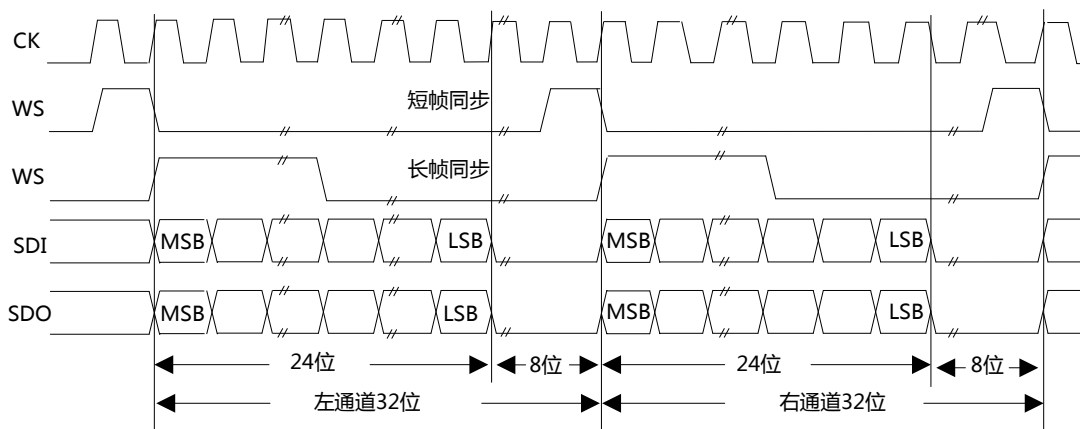 CK
WS
短帧同步
WS
长帧同步
SDI
MSB
LSB
MSB
LSB
SDO
MSB
LSB
MSB
LSB
24位
8位
24位
8位
左通道32位
右通道32位